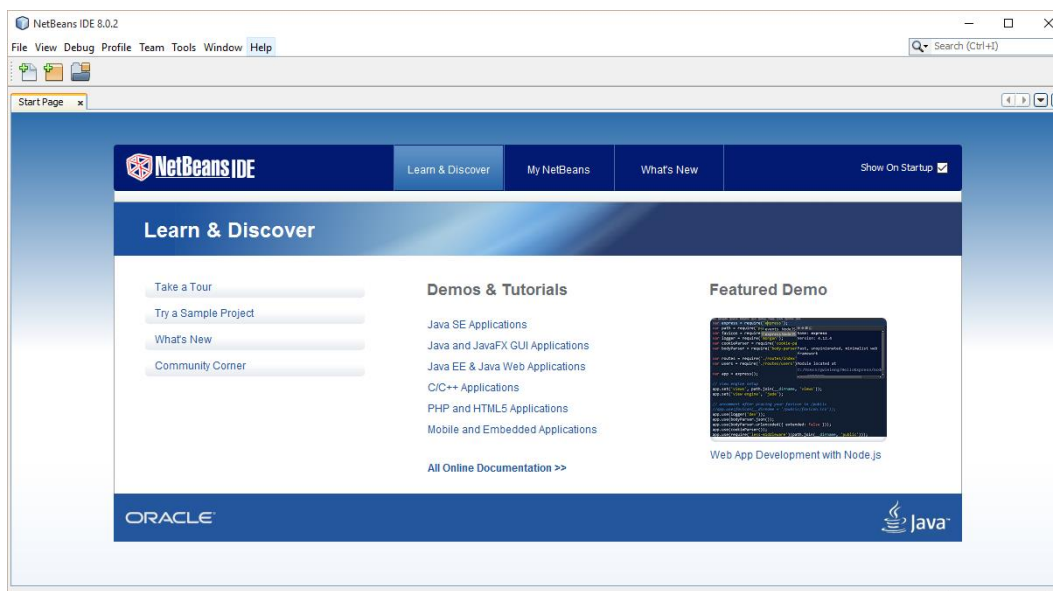 NetBeans IDE 8.0.2
File View Debug Profile Team Tools Window Help
Search (Ctrl+I)
Start Page
NetBeans IDE
Learn & Discover
My NetBeans
What's New
Show On Startup
Learn & Discover
Take a Tour
Try a Sample Project
What's New
Community Corner
Demos & Tutorials
Java SE Applications
Java and JavaFX GUI Applications
Java EE & Java Web Applications
C/C++ Applications
PHP and HTML5 Applications
Mobile and Embedded Applications
All Online Documentation >>
Featured Demo
Web App Development with Node.js
ORACLE
Java